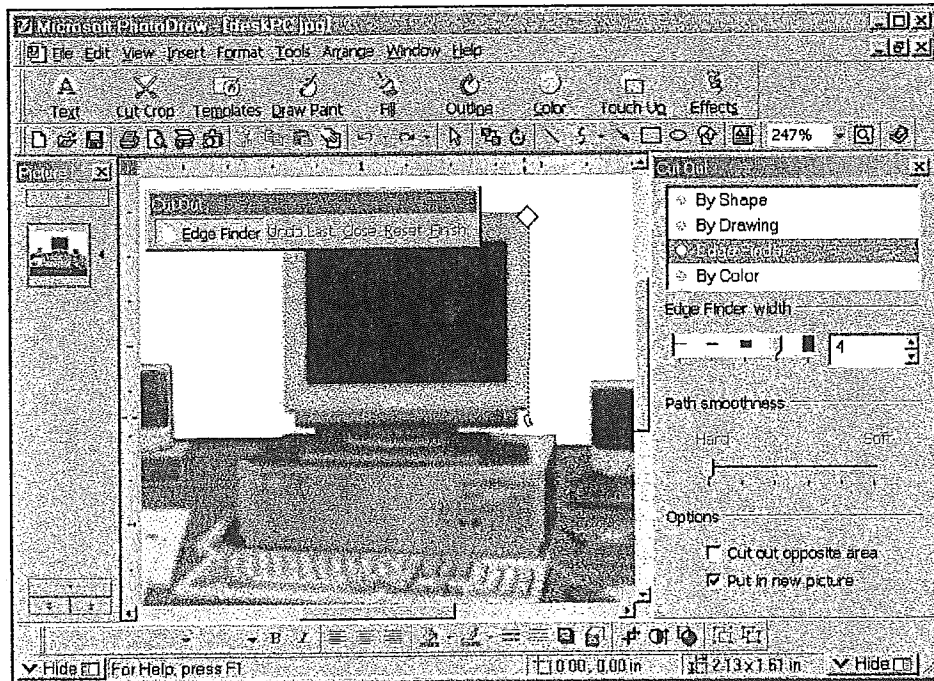 Microsoft PhotoDraw - [deskPC.jpg]
File Edit View Insert Format Tools Arrange Window Help
Text Cut Crop Templates Draw Paint Fill Outline Color Touch Up Effects
247%
Picture
Cut Out
Edge Finder Undo Last Close Reset Finish
Cut Out
By Shape
By Drawing
Edge Finder
By Color
Edge Finder width
4
Path smoothness
Hard Soft
Options
Cut out opposite area
Put in new picture
B I
Hide For Help, press F1 0.00, 0.00 in 2.13 x 1.61 in Hide